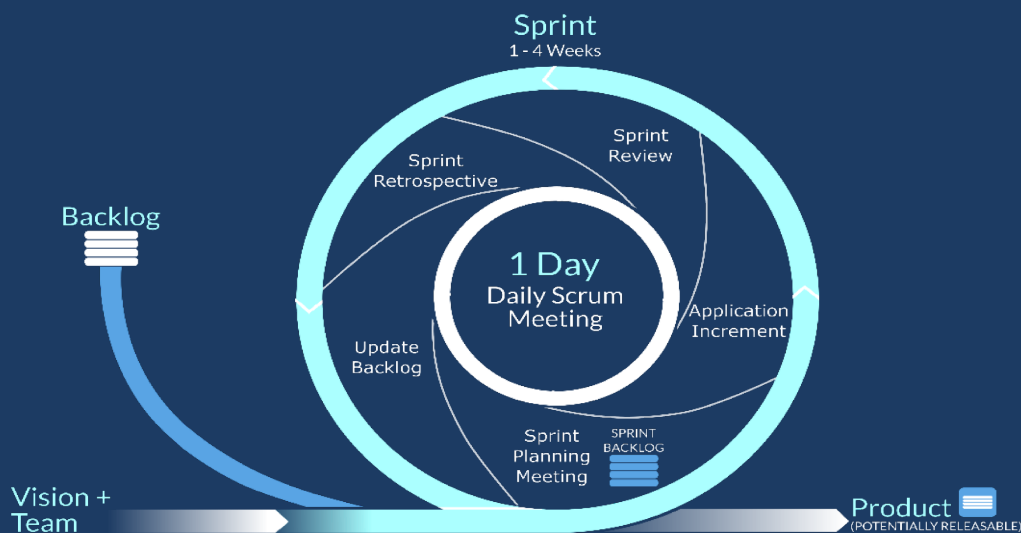 Sprint
1 - 4 Weeks
Sprint
Review
Sprint
Retrospective
Backlog
1 Day
Daily Scrum
Meeting
Application
Increment
Update
Backlog
Sprint
Planning
Meeting
SPRINT
BACKLOG
Vision +
Team
Product
(POTENTIALLY RELEASABLE)